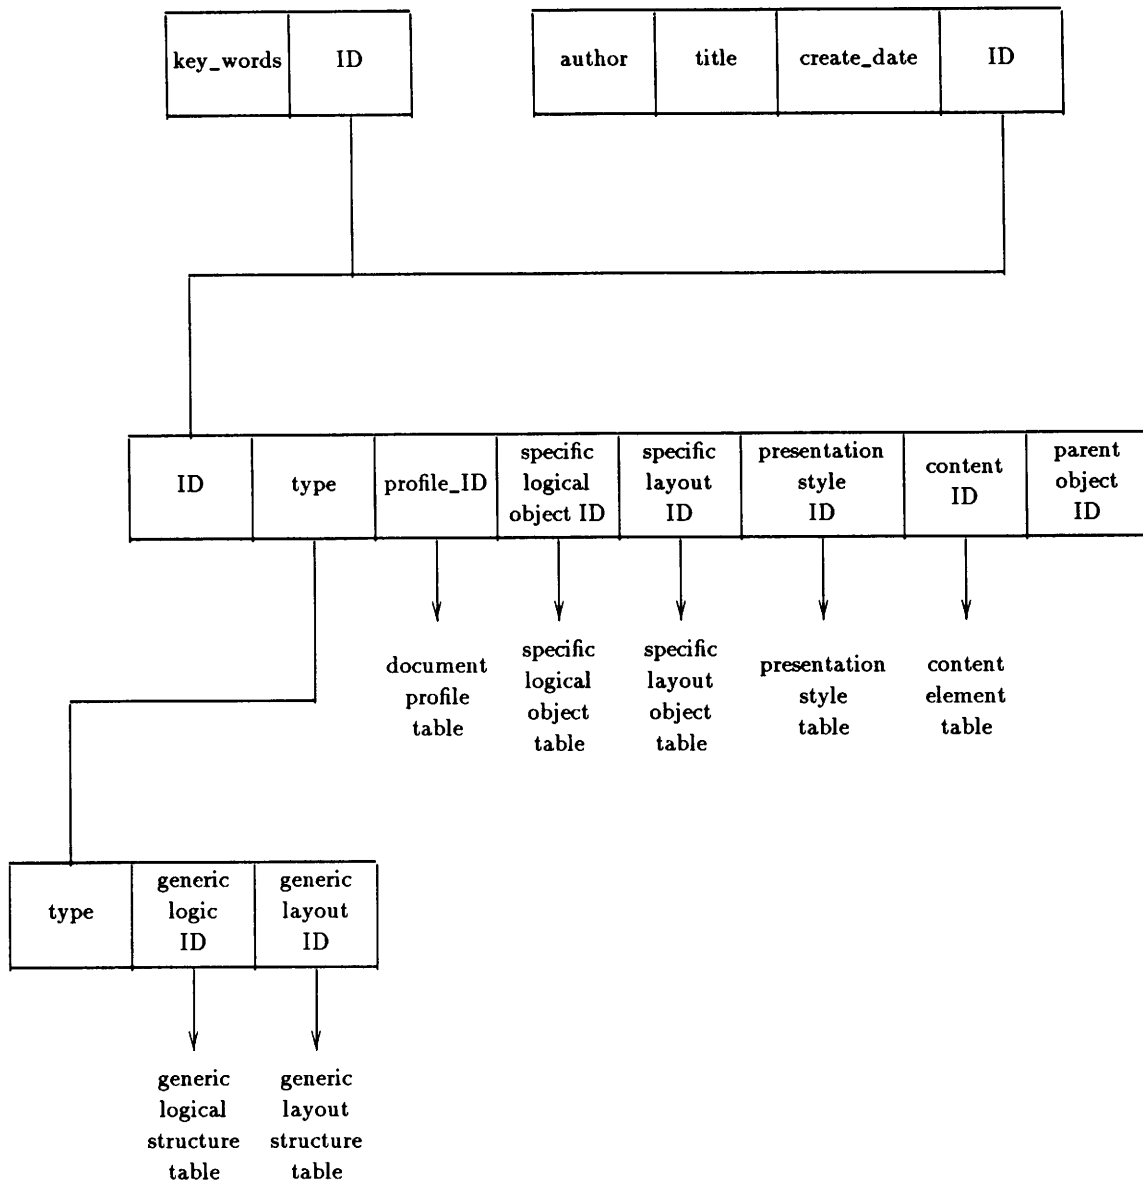 key_words
ID
author
title
create_date
ID
ID
type
profile_ID
specific
logical
object ID
specific
layout
ID
presentation
style
ID
content
ID
parent
object
ID
document
profile
table
specific
logical
object
table
specific
layout
object
table
presentation
style
table
content
element
table
type
generic
logic
ID
generic
layout
ID
generic
logical
structure
table
generic
layout
structure
table